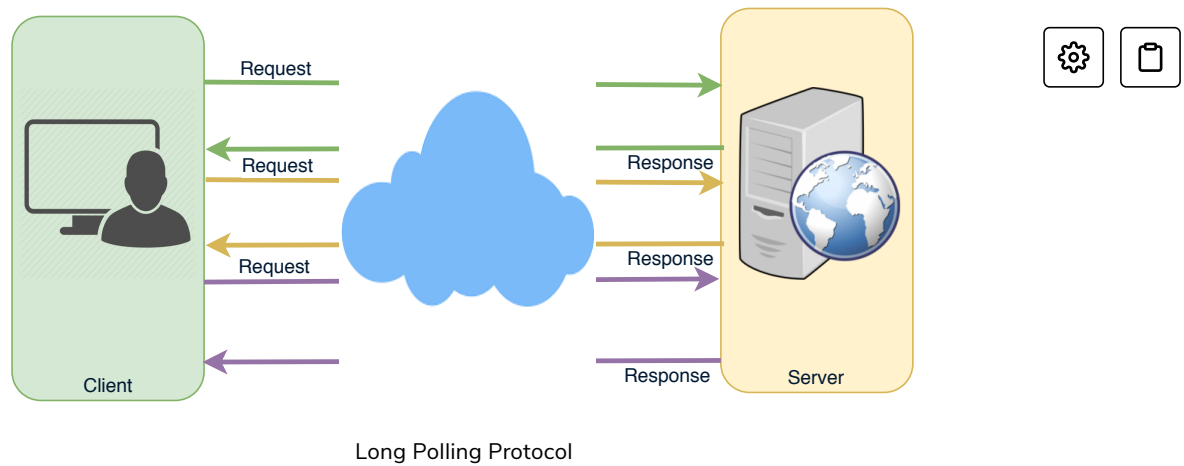 Request
Request
Response
Request
Response
Response
Client
Server
Long Polling Protocol